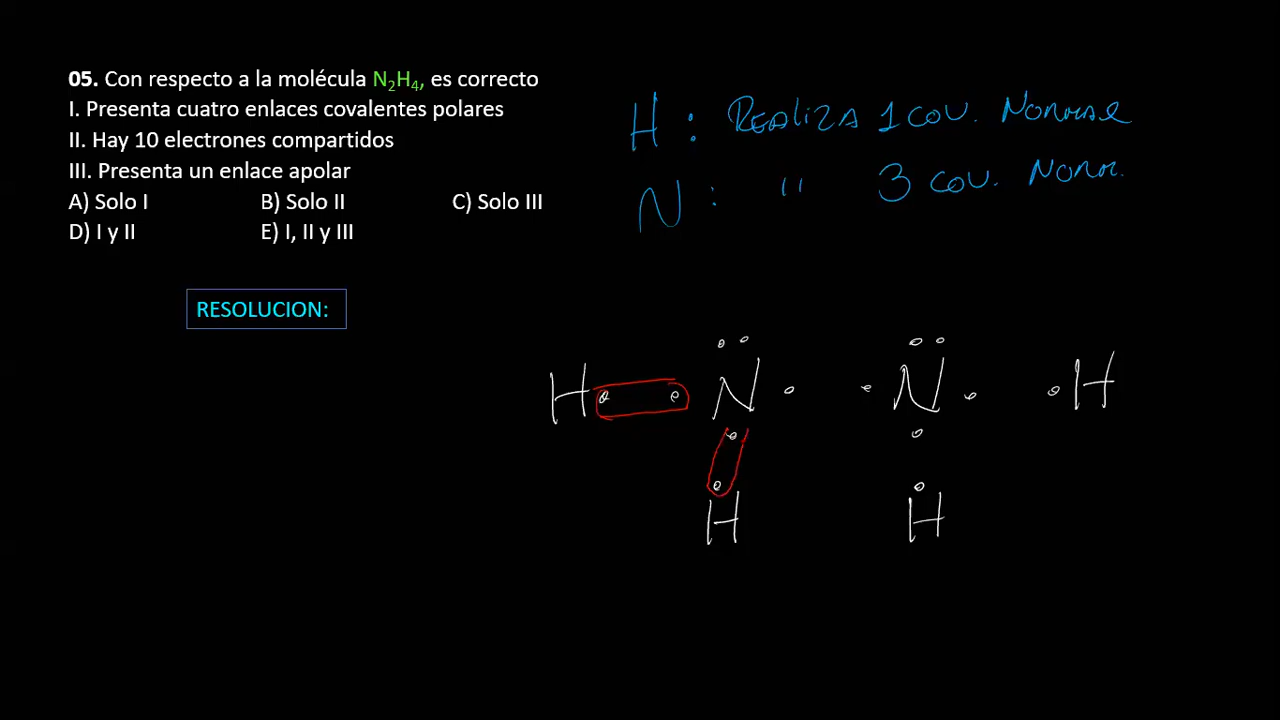 05. Con respecto a la molécula N₂H₄, es correcto
I. Presenta cuatro enlaces covalentes polares
II. Hay 10 electrones compartidos
III. Presenta un enlace apolar
A) Solo I B) Solo II C) Solo III
D) I y II E) I, II y III
RESOLUCION:
H : REALIZA 1 COV. NORMAL
N : " 3 COV. NORM.
H N N H
H H